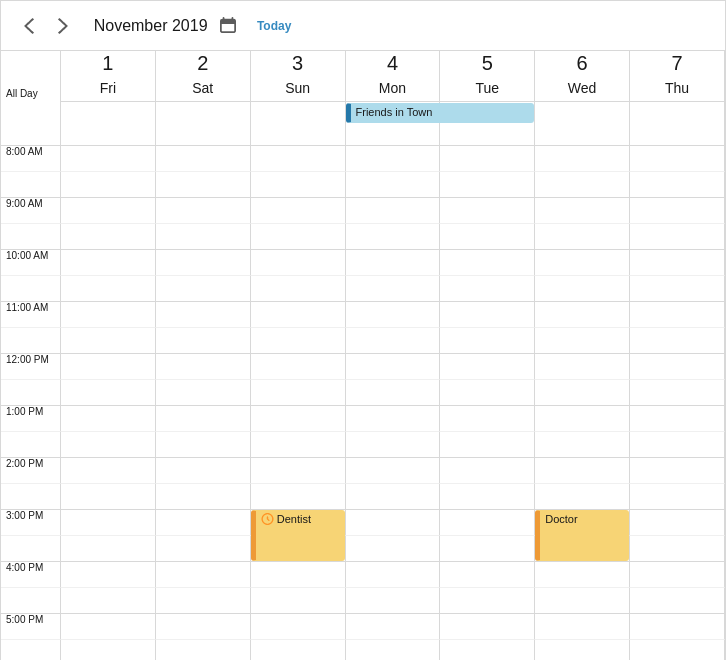 November 2019 Today
1 2 3 4 5 6 7
Fri Sat Sun Mon Tue Wed Thu
All Day
Friends in Town
8:00 AM
9:00 AM
10:00 AM
11:00 AM
12:00 PM
1:00 PM
2:00 PM
3:00 PM Dentist Doctor
4:00 PM
5:00 PM